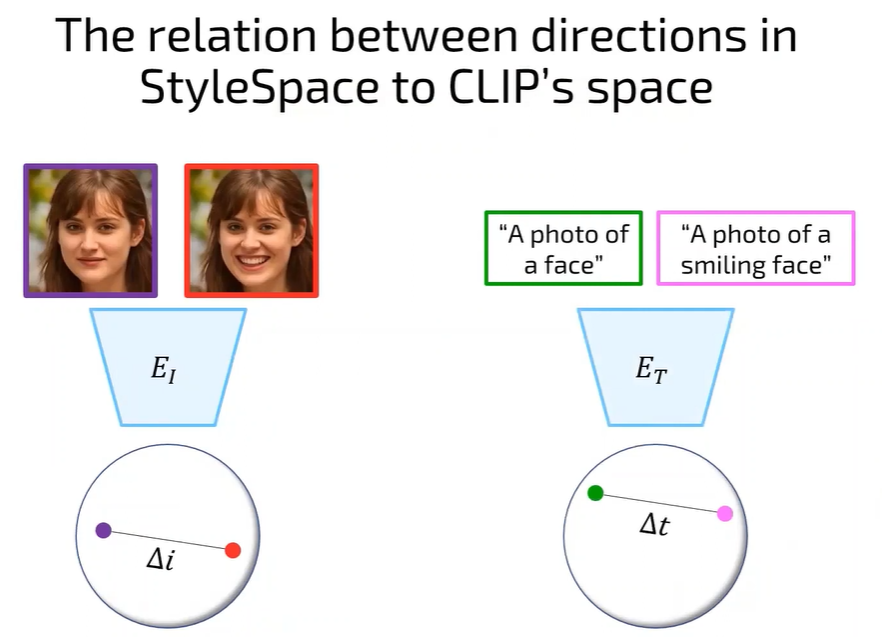 The relation between directions in
StyleSpace to CLIP's space
“A photo of
a face”
“A photo of a
smiling face”
E_I
E_T
Δi
Δt